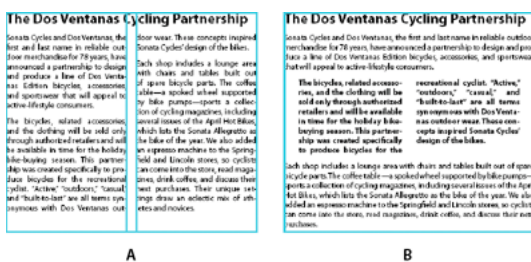 The Dos Ventanas Cycling Partnership
Sonata Cycles and Dos Ventanas, the
first and last name in reliable out-
door merchandise for 78 years, have
announced a partnership to design
and produce a line of Dos Venta-
nas Edition bicycles, accessories,
and sportswear that will appeal to
active-lifestyle consumers.
The bicycles, related accessories,
and the clothing will be sold only
through authorized retailers and will
be available in time for the holiday
bike-buying season. This partner-
ship was created specifically to pro-
duce bicycles for the recreational
cyclist. "Active," "outdoors," "casual,"
and "built-to-last" are all terms syn-
onymous with Dos Ventanas out-
door wear. These concepts inspired
Sonata Cycles' design of the bikes.
Each shop includes a lounge area
with chairs and tables built out
of spare bicycle parts. The coffee
table—a spoked wheel supported
by bike pumps—sports a collec-
tion of cycling magazines, including
several issues of the April Hot Bikes,
which lists the Sonata Allegretto as
the bike of the year. We also added
an espresso machine to the Spring-
field and Lincoln stores, so cyclists
can come into the store, read maga-
zines, drink coffee, and discuss their
next purchases. Their unique set-
tings draw an eclectic mix of ath-
letes and novices.
A
The Dos Ventanas Cycling Partnership
Sonata Cycles and Dos Ventanas, the first and last name in reliable outdoor
merchandise for 78 years, have announced a partnership to design and pro-
duce a line of Dos Ventanas Edition bicycles, accessories, and sportswear
that will appeal to active-lifestyle consumers.
The bicycles, related accesso-
ries, and the clothing will be
sold only through authorized
retailers and will be available
in time for the holiday bike-
buying season. This partner-
ship was created specifically
to produce bicycles for the
recreational cyclist. "Active,"
"outdoors," "casual," and
"built-to-last" are all terms
synonymous with Dos Venta-
nas outdoor wear. These con-
cepts inspired Sonata Cycles'
design of the bikes.
Each shop includes a lounge area with chairs and tables built out of spare
bicycle parts. The coffee table—a spoked wheel supported by bike pumps—
sports a collection of cycling magazines, including several issues of the April
Hot Bikes, which lists the Sonata Allegretto as the bike of the year. We also
added an espresso machine to the Springfield and Lincoln stores, so cyclists
can come into the store, read magazines, drink coffee, and discuss their next
purchases.
B